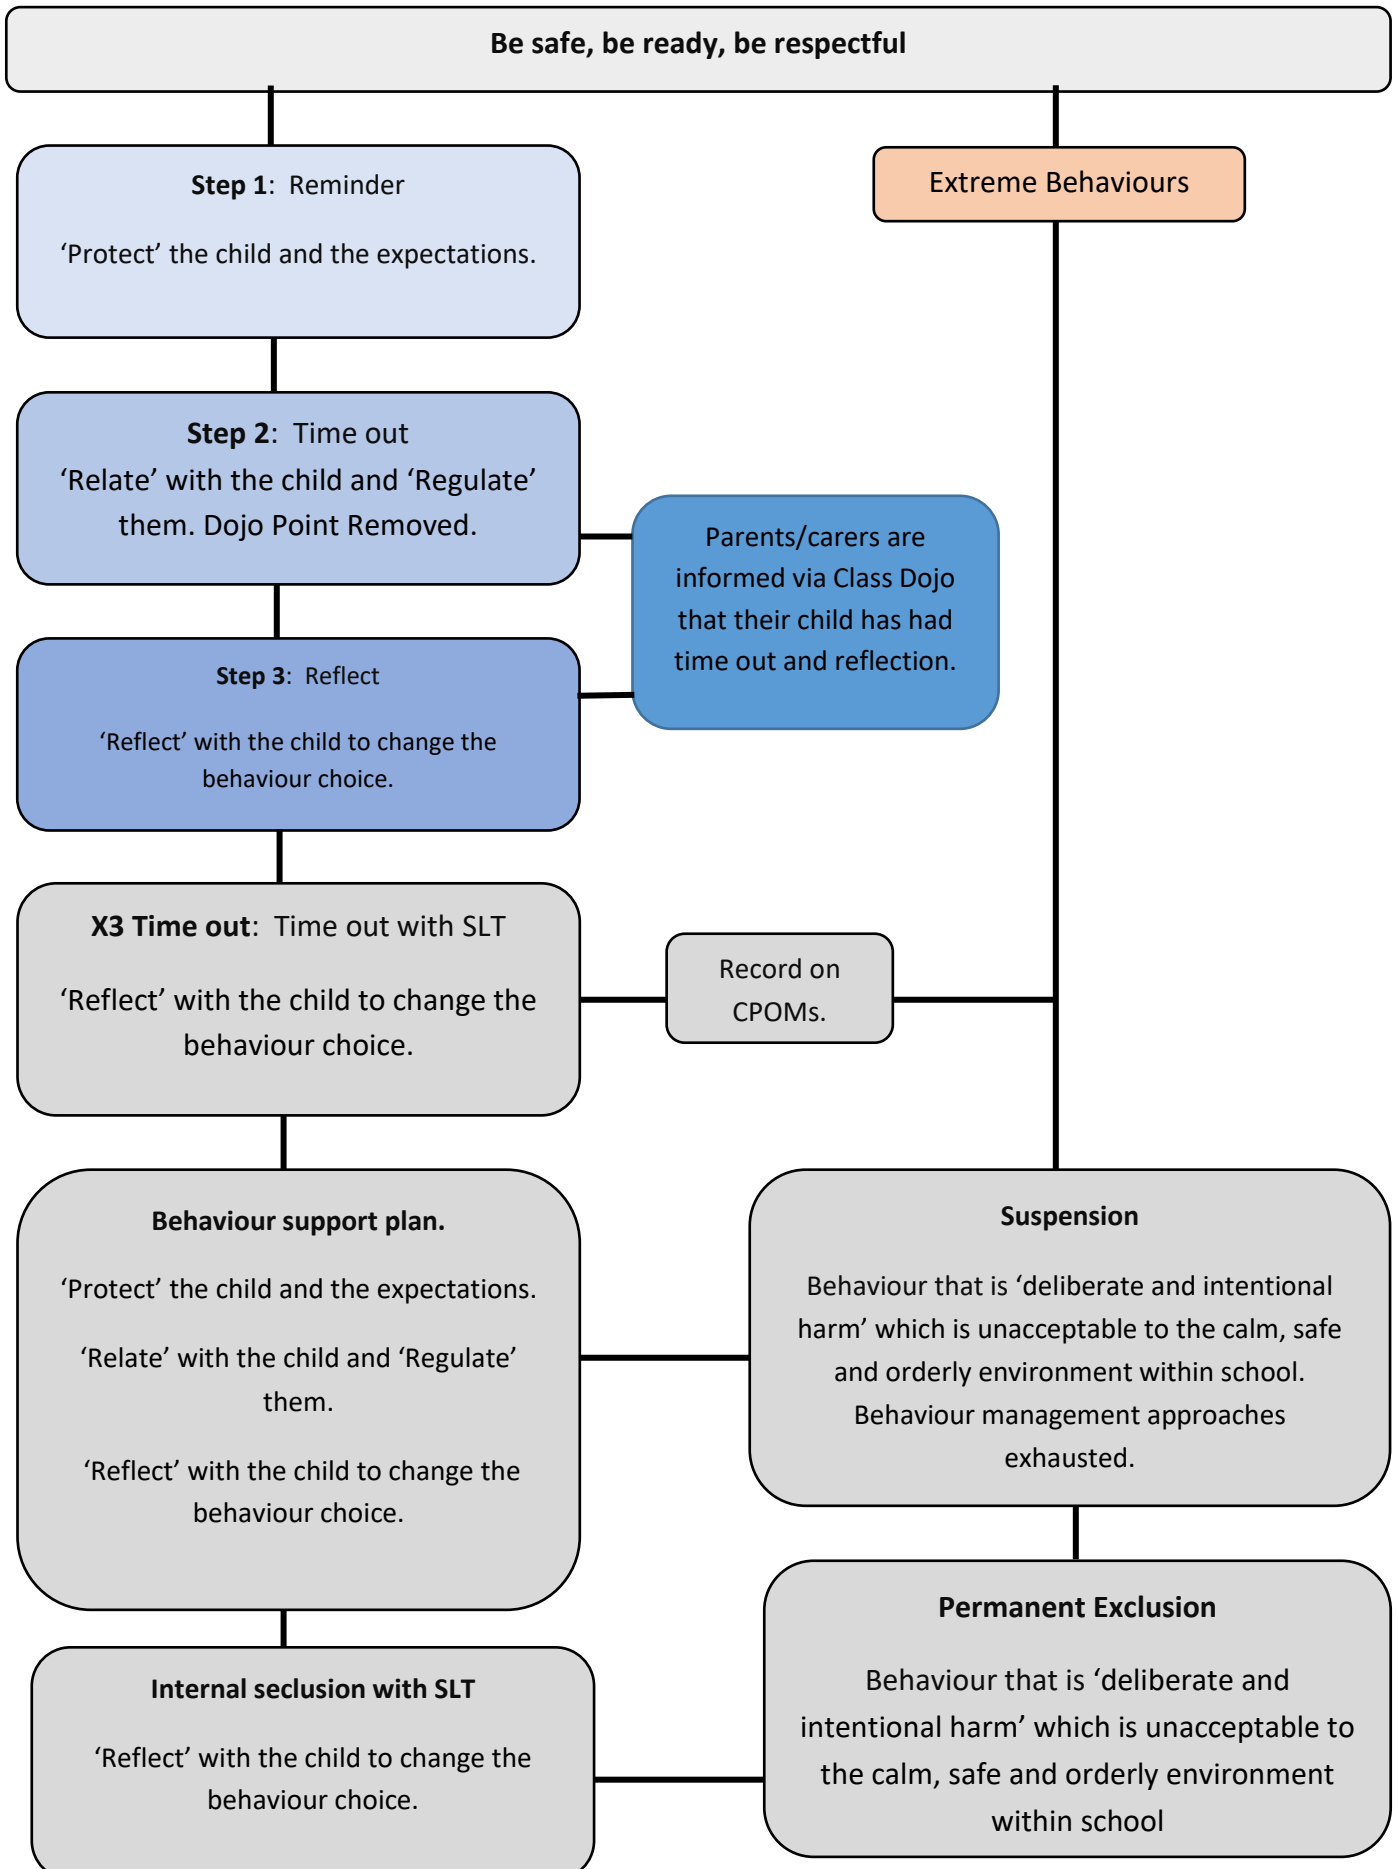 Be safe, be ready, be respectful
Step 1:  Reminder
‘Protect’ the child and the expectations.
Extreme Behaviours
Step 2:  Time out
‘Relate’ with the child and ‘Regulate’
them. Dojo Point Removed.
Parents/carers are
informed via Class Dojo
that their child has had
time out and reflection.
Step 3:  Reflect
‘Reflect’ with the child to change the
behaviour choice.
X3 Time out:  Time out with SLT
‘Reflect’ with the child to change the
behaviour choice.
Record on
CPOMs.
Behaviour support plan.
‘Protect’ the child and the expectations.
‘Relate’ with the child and ‘Regulate’
them.
‘Reflect’ with the child to change the
behaviour choice.
Suspension
Behaviour that is ‘deliberate and intentional
harm’ which is unacceptable to the calm, safe
and orderly environment within school.
Behaviour management approaches
exhausted.
Internal seclusion with SLT
‘Reflect’ with the child to change the
behaviour choice.
Permanent Exclusion
Behaviour that is ‘deliberate and
intentional harm’ which is unacceptable to
the calm, safe and orderly environment
within school